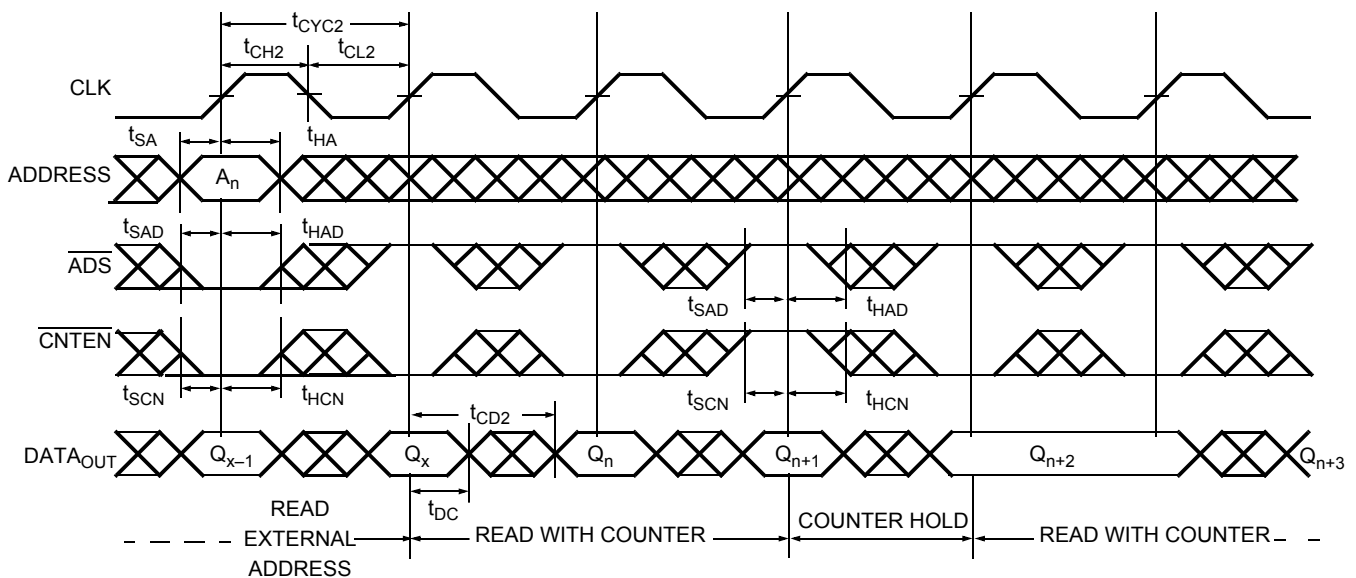 tCYC2
tCH2 tCL2
CLK
tSA tHA
ADDRESS An
tSAD tHAD
ADS
tSAD tHAD
CNTEN
tSCN tHCN tSCN tHCN
tCD2
DATAOUT Qx–1 Qx Qn Qn+1 Qn+2 Qn+3
tDC
READ EXTERNAL ADDRESS
READ WITH COUNTER
COUNTER HOLD
READ WITH COUNTER